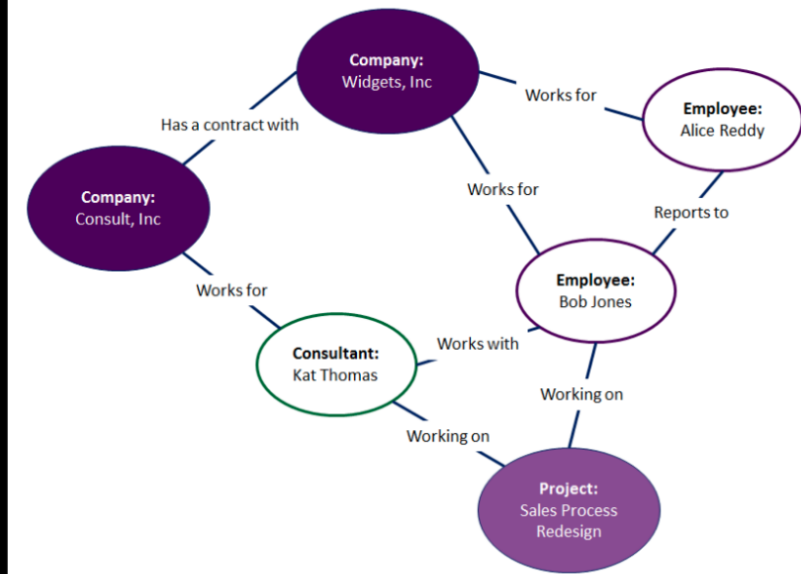 Company:
Widgets, Inc
Works for
Employee:
Alice Reddy
Has a contract with
Company:
Consult, Inc
Works for
Reports to
Employee:
Bob Jones
Works for
Works with
Consultant:
Kat Thomas
Working on
Working on
Project:
Sales Process
Redesign